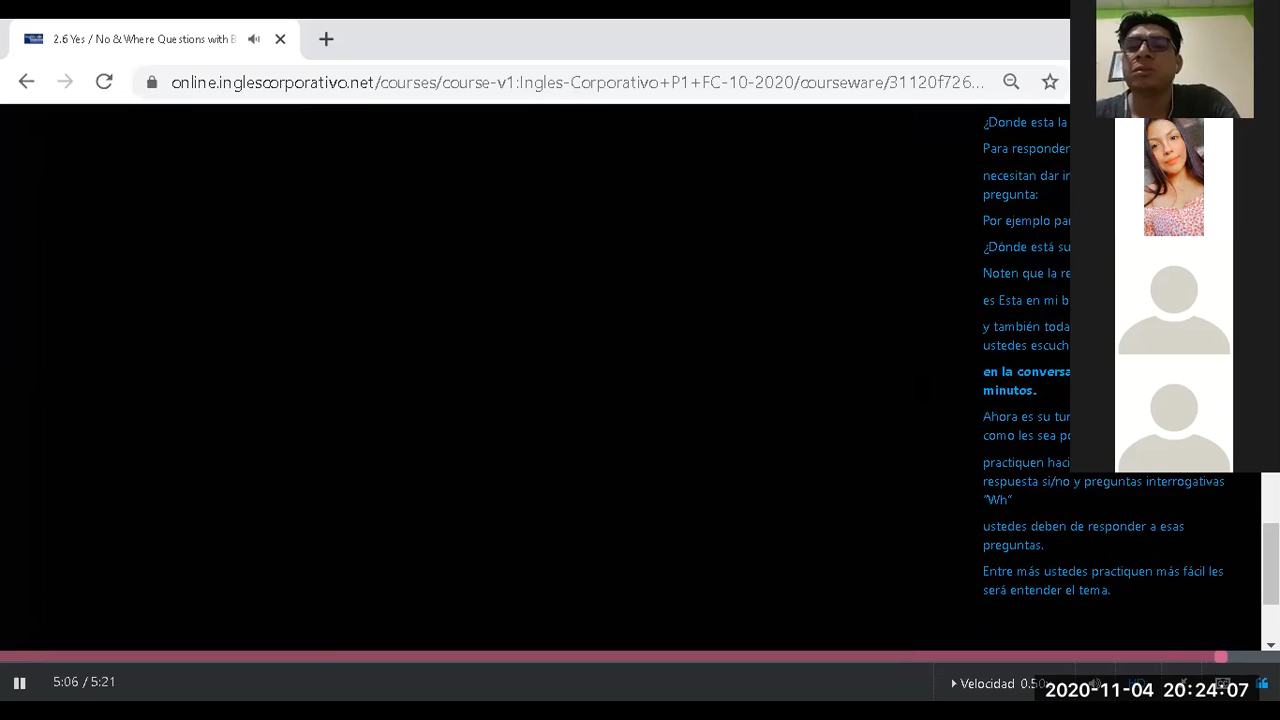 2.6 Yes / No & Where Questions with B
online.inglescorporativo.net/courses/course-v1:Ingles-Corporativo+P1+FC-10-2020/courseware/31120f726...
¿Donde esta la
Para responder
necesitan dar in
pregunta:
Por ejemplo par
¿Dónde está su
Noten que la re
es Esta en mi b
y también toda
ustedes escuch
en la conversa
minutos.
Ahora es su tur
como les sea po
practiquen haci
respuesta si/no y preguntas interrogativas
"Wh"
ustedes deben de responder a esas
preguntas.
Entre más ustedes practiquen más fácil les
será entender el tema.
5:06 / 5:21
Velocidad 0.50x
2020-11-04 20:24:07